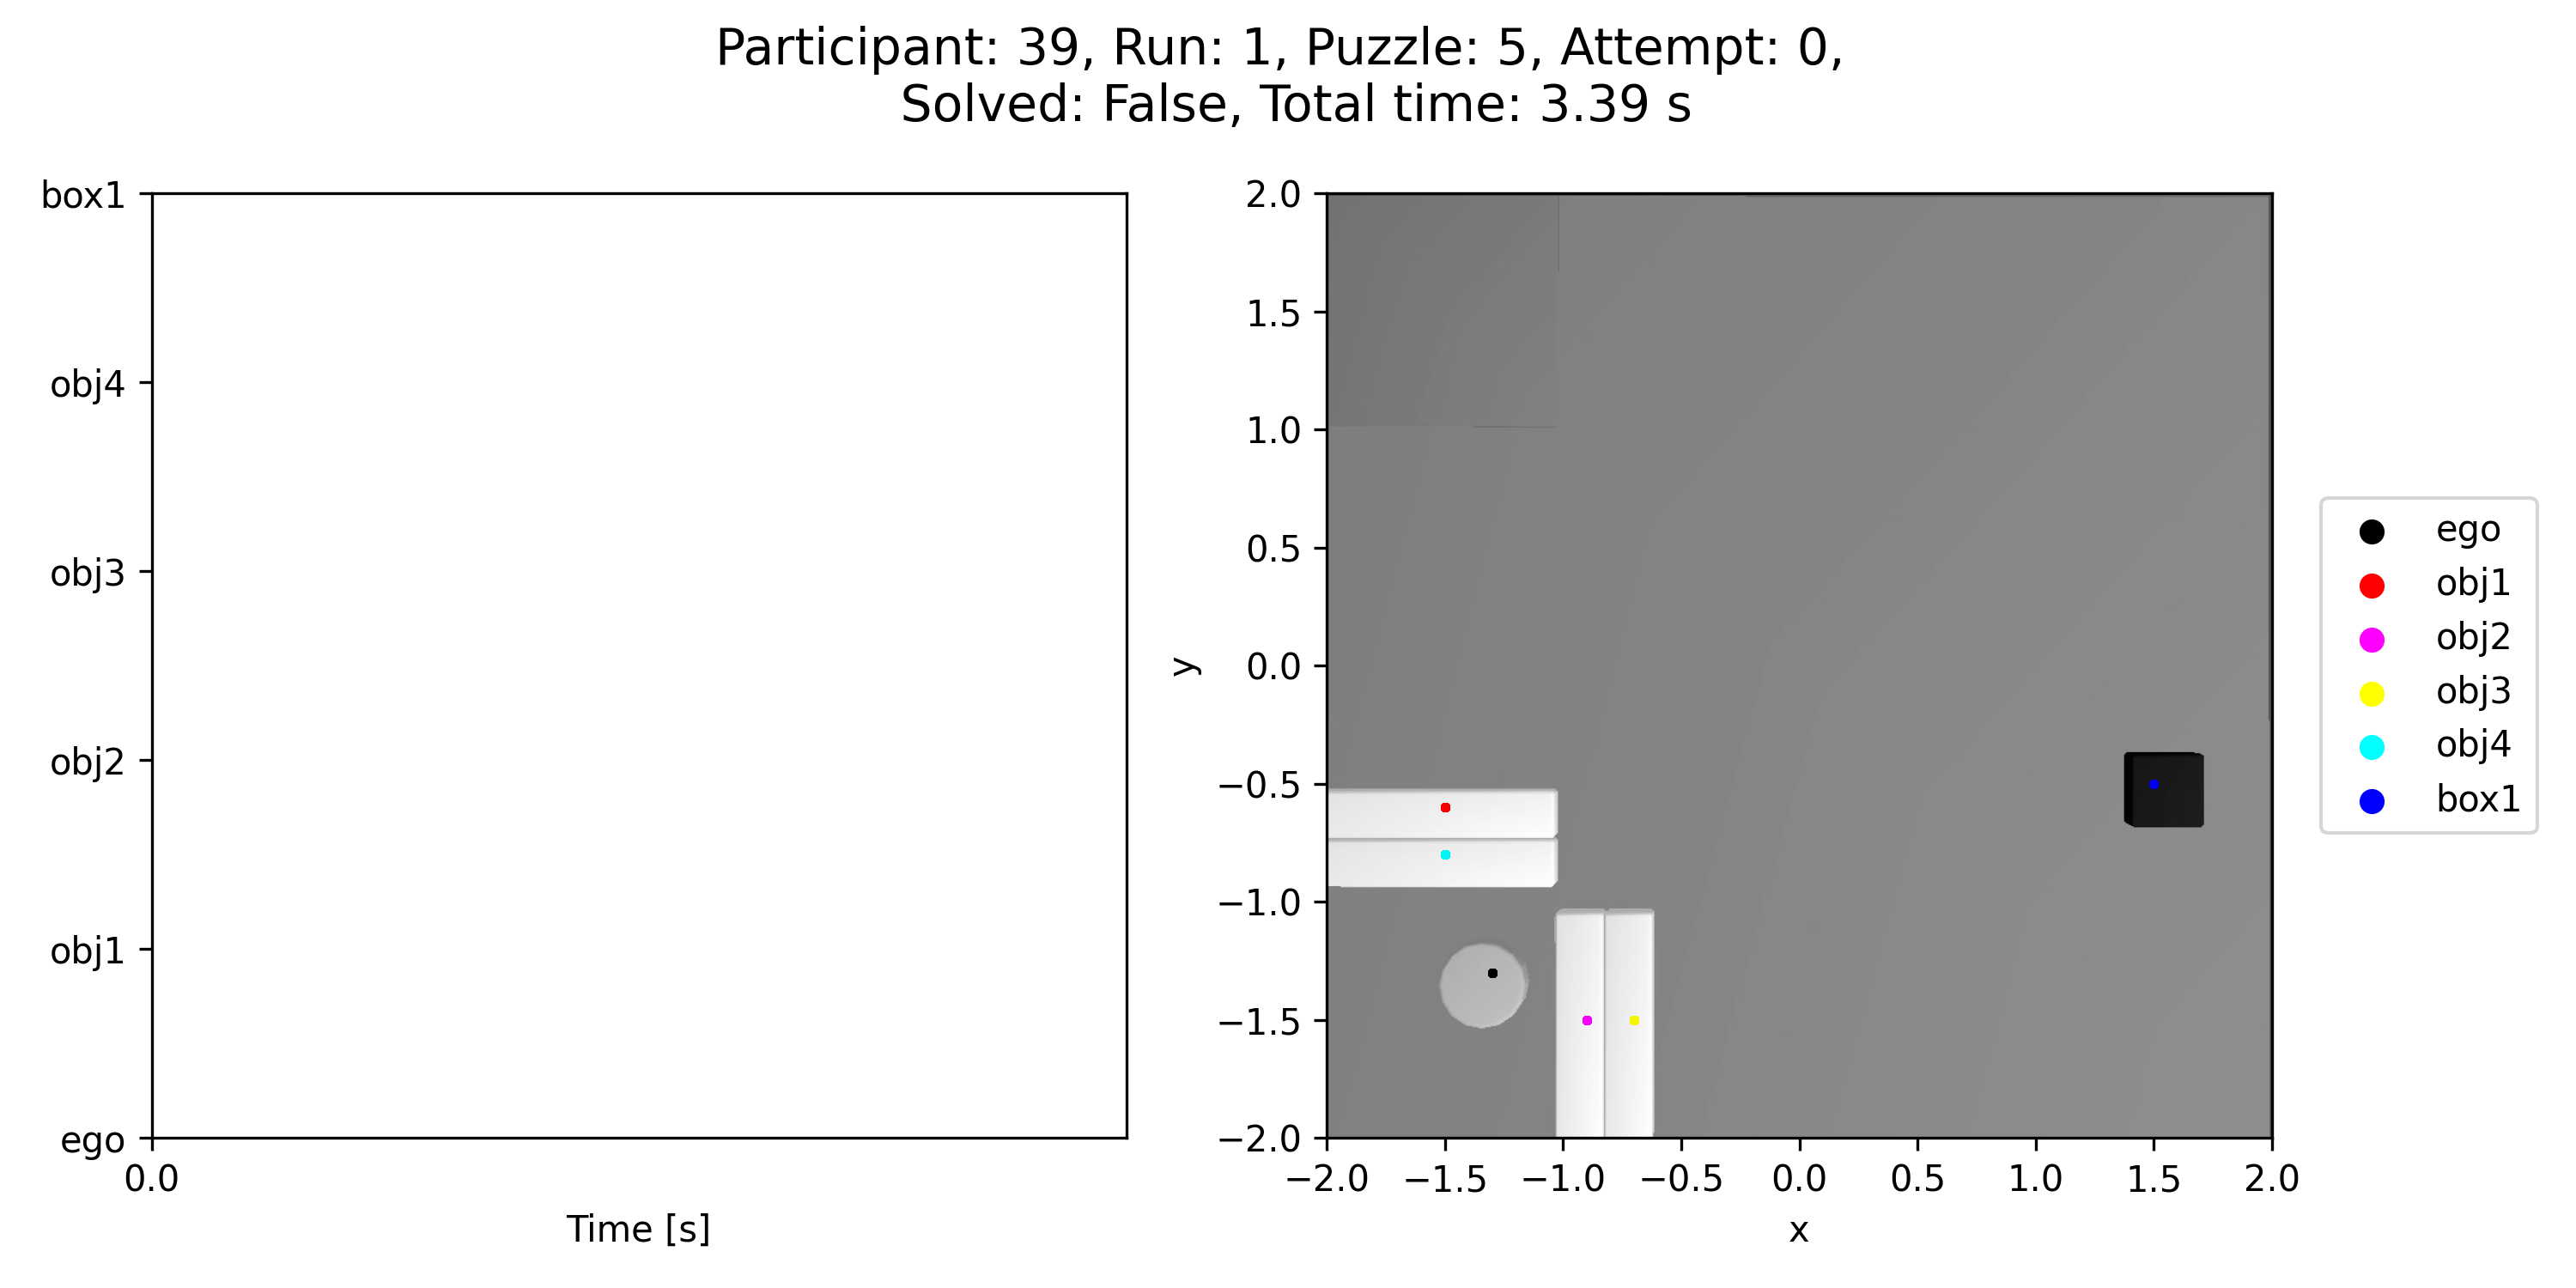 Participant: 39, Run: 1, Puzzle: 5, Attempt: 0,
Solved: False, Total time: 3.39 s
box1
obj4
obj3
obj2
obj1
ego
0.0
Time [s]
2.0
1.5
1.0
0.5
0.0
−0.5
−1.0
−1.5
−2.0
y
−2.0 −1.5 −1.0 −0.5 0.0 0.5 1.0 1.5 2.0
x
ego
obj1
obj2
obj3
obj4
box1